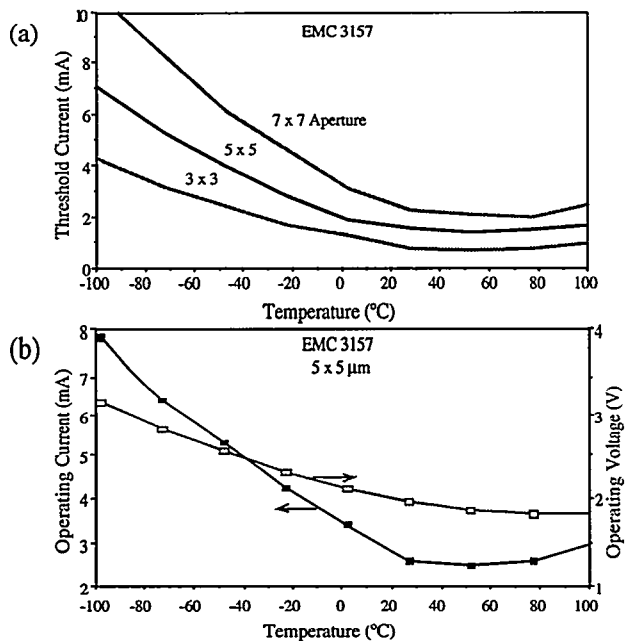 (a)
EMC 3157
Threshold Current (mA)
10
8
6
4
2
0
7 x 7 Aperture
5 x 5
3 x 3
-100 -80 -60 -40 -20 0 20 40 60 80 100
Temperature (°C)
(b)
EMC 3157
5 x 5 µm
Operating Current (mA)
8
7
6
5
4
3
2
Operating Voltage (V)
4
3
2
1
-100 -80 -60 -40 -20 0 20 40 60 80 100
Temperature (°C)